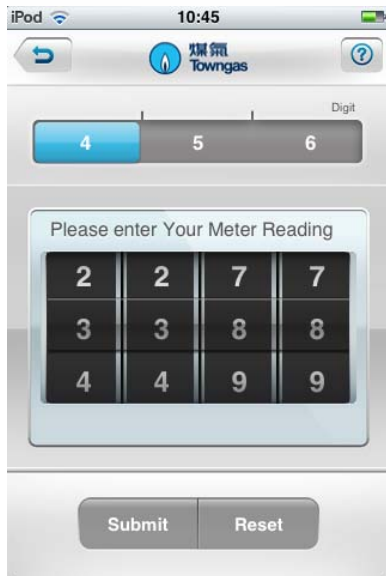 iPod 10:45
煤氣
Towngas
?
Digit
4 5 6
Please enter Your Meter Reading
2 2 7 7
3 3 8 8
4 4 9 9
Submit Reset